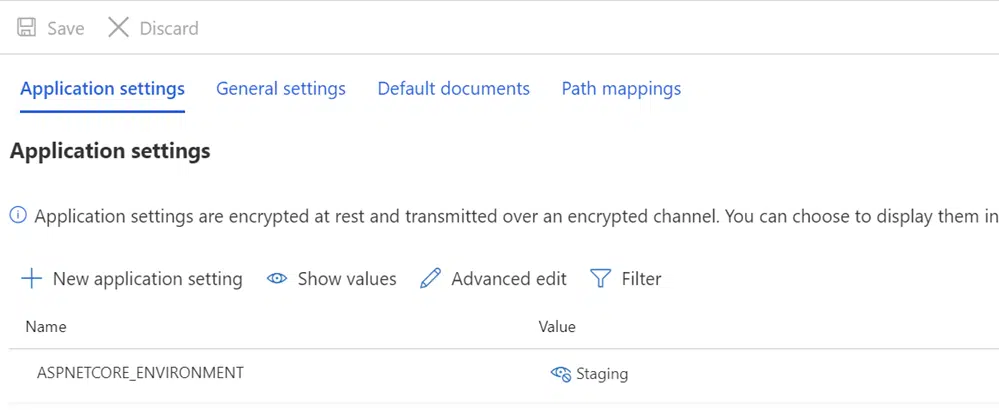 Save Discard
Application settings General settings Default documents Path mappings
Application settings
Application settings are encrypted at rest and transmitted over an encrypted channel. You can choose to display them in
New application setting Show values Advanced edit Filter
Name Value
ASPNETCORE_ENVIRONMENT Staging